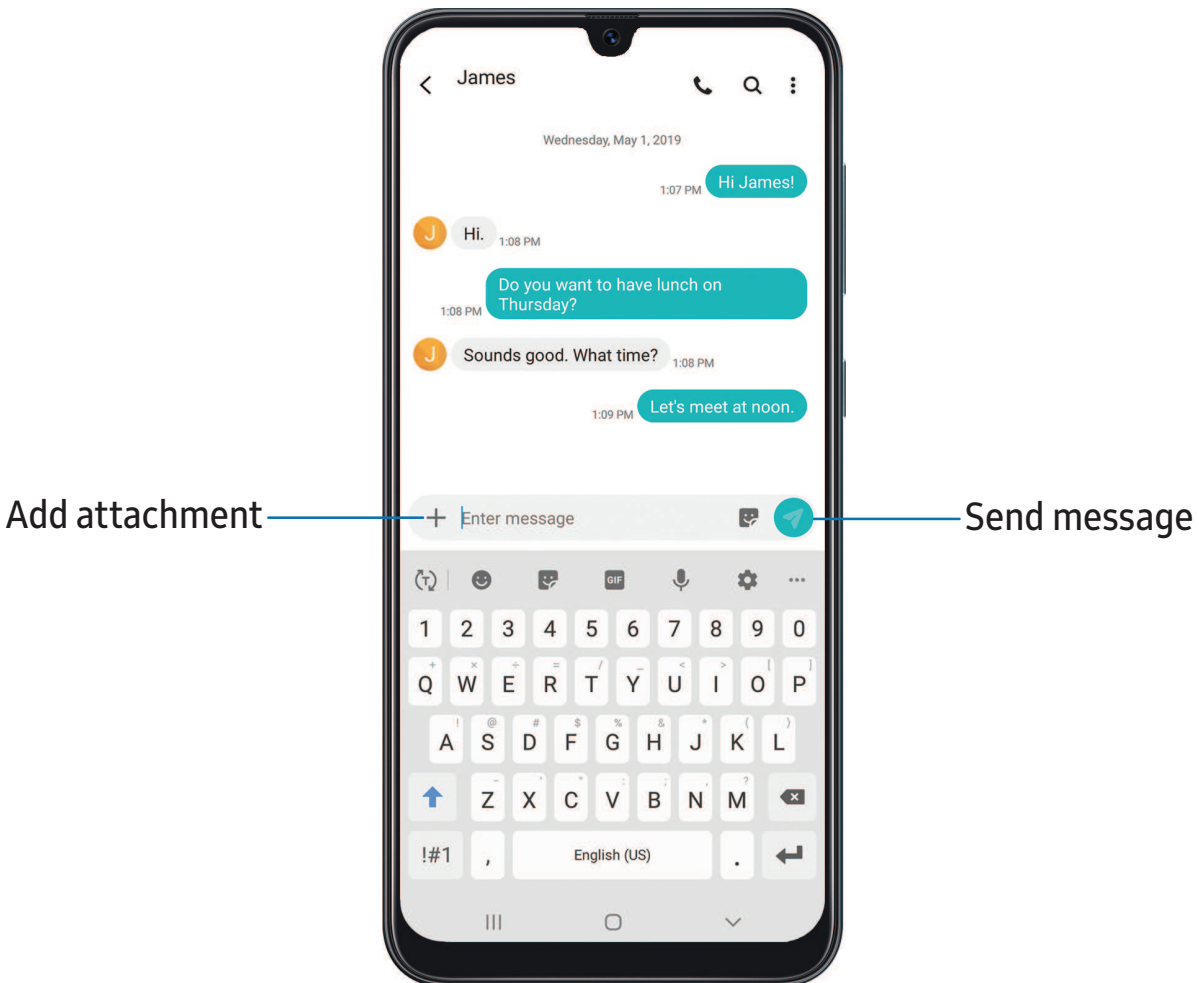 James
Wednesday, May 1, 2019
1:07 PM Hi James!
J Hi. 1:08 PM
Do you want to have lunch on
1:08 PM Thursday?
J Sounds good. What time? 1:08 PM
1:09 PM Let's meet at noon.
Add attachment
+ Enter message
Send message
T GIF ...
1 2 3 4 5 6 7 8 9 0
+ × ÷ = / _ < > [ ]
Q W E R T Y U I O P
! @ # $ % & * ( )
A S D F G H J K L
- ' " : ; , ?
Z X C V B N M
!#1 , English (US) .